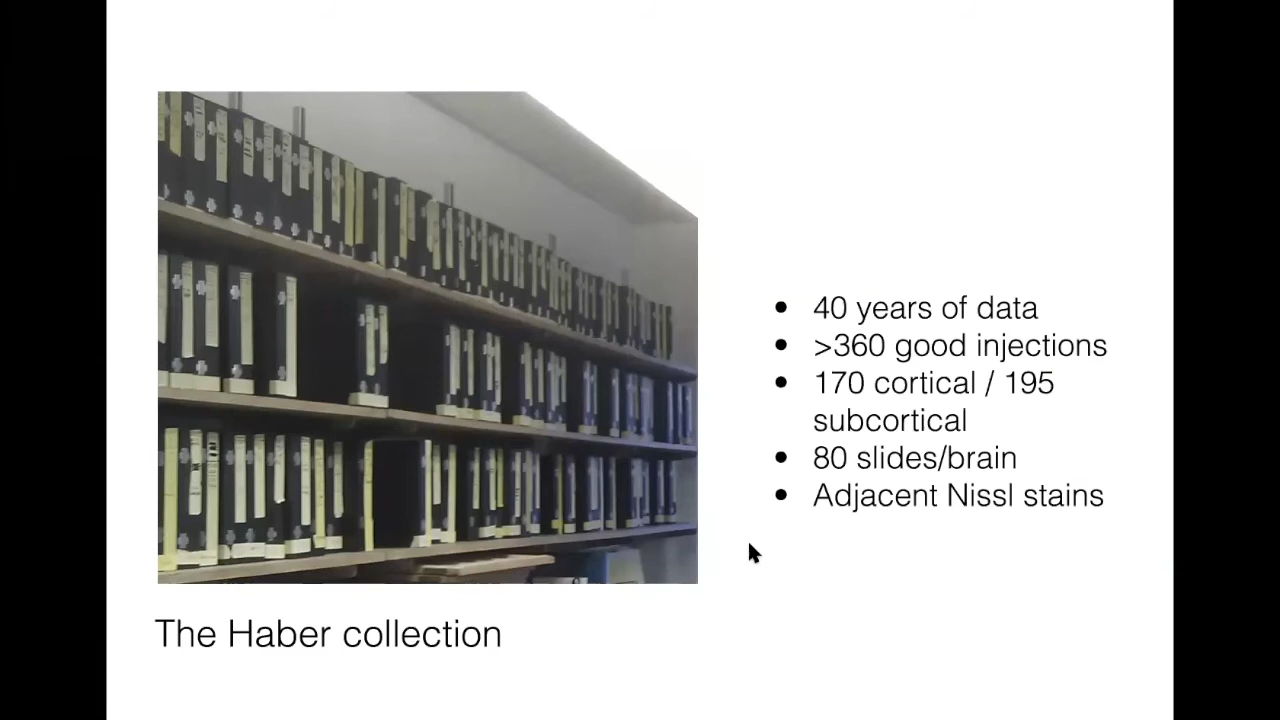 • 40 years of data
• >360 good injections
• 170 cortical / 195
subcortical
• 80 slides/brain
• Adjacent Nissl stains
The Haber collection